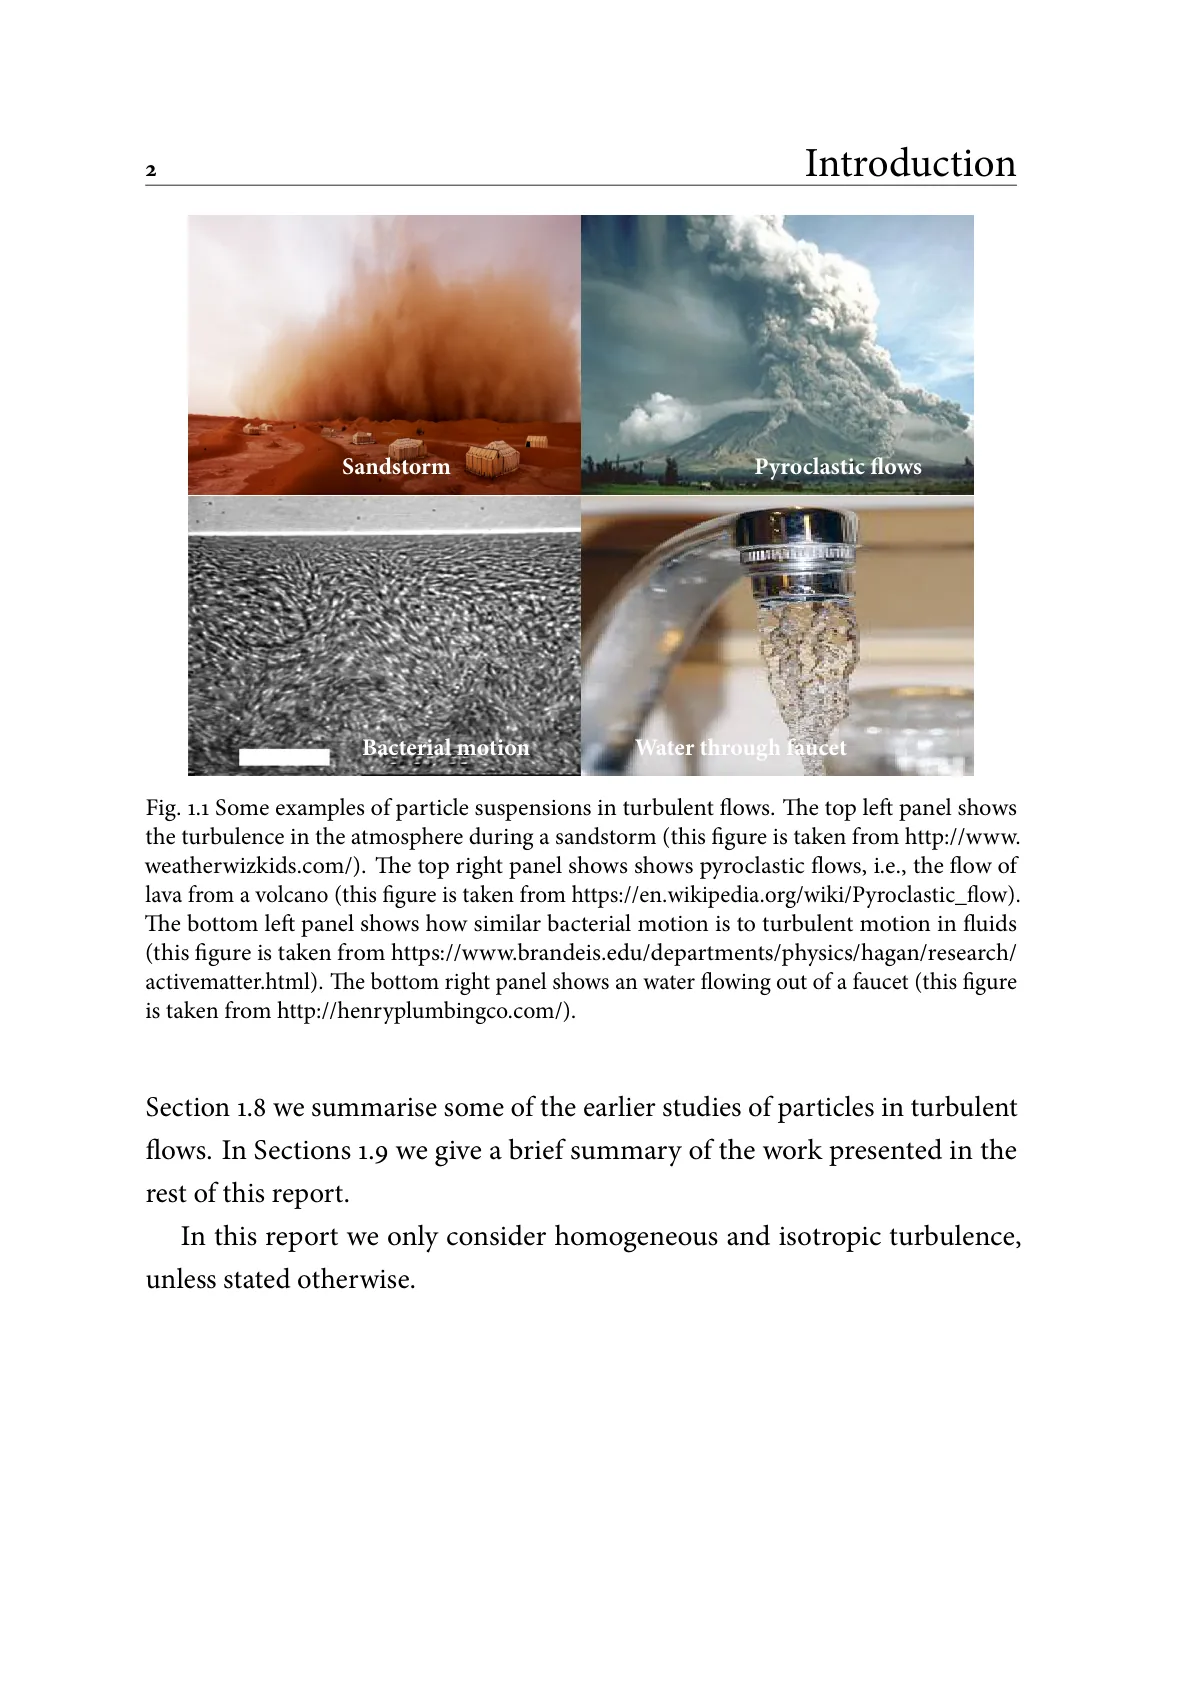 2 Introduction
Sandstorm
Pyroclastic flows
Bacterial motion
Water through faucet
Fig. 1.1 Some examples of particle suspensions in turbulent flows. The top left panel shows
the turbulence in the atmosphere during a sandstorm (this figure is taken from http://www.
weatherwizkids.com/). The top right panel shows shows pyroclastic flows, i.e., the flow of
lava from a volcano (this figure is taken from https://en.wikipedia.org/wiki/Pyroclastic_flow).
The bottom left panel shows how similar bacterial motion is to turbulent motion in fluids
(this figure is taken from https://www.brandeis.edu/departments/physics/hagan/research/
activematter.html). The bottom right panel shows an water flowing out of a faucet (this figure
is taken from http://henryplumbingco.com/).
Section 1.8 we summarise some of the earlier studies of particles in turbulent
flows. In Sections 1.9 we give a brief summary of the work presented in the
rest of this report.
In this report we only consider homogeneous and isotropic turbulence,
unless stated otherwise.